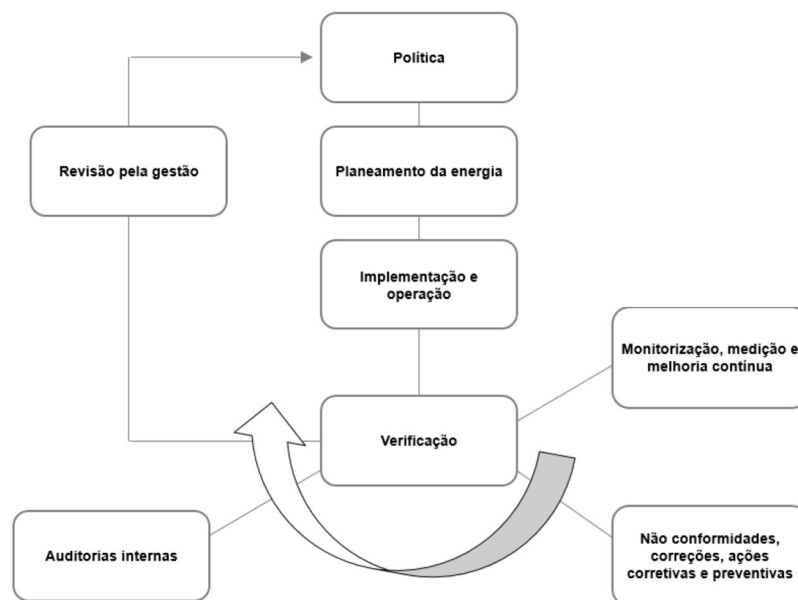 Política
Revisão pela gestão
Planeamento da energia
Implementação e
operação
Monitorização, medição e
melhoria contínua
Verificação
Auditorias internas
Não conformidades,
correções, ações
corretivas e preventivas